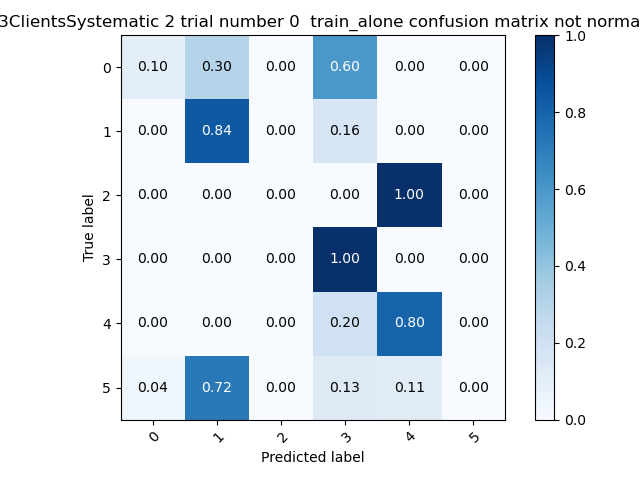 3ClientsSystematic 2 trial number 0  train_alone confusion matrix not norma
0 0.10 0.30 0.00 0.60 0.00 0.00
1 0.00 0.84 0.00 0.16 0.00 0.00
2 0.00 0.00 0.00 0.00 1.00 0.00
3 0.00 0.00 0.00 1.00 0.00 0.00
4 0.00 0.00 0.00 0.20 0.80 0.00
5 0.04 0.72 0.00 0.13 0.11 0.00
0 1 2 3 4 5
True label
Predicted label
1.0
0.8
0.6
0.4
0.2
0.0